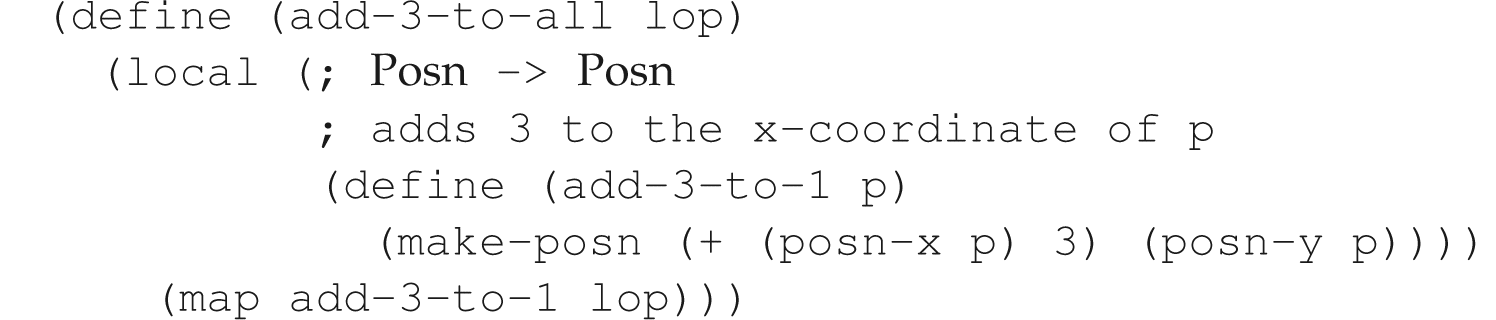 (define (add-3-to-all lop)
(local (; Posn -> Posn
; adds 3 to the x-coordinate of p
(define (add-3-to-1 p)
(make-posn (+ (posn-x p) 3) (posn-y p))))
(map add-3-to-1 lop)))